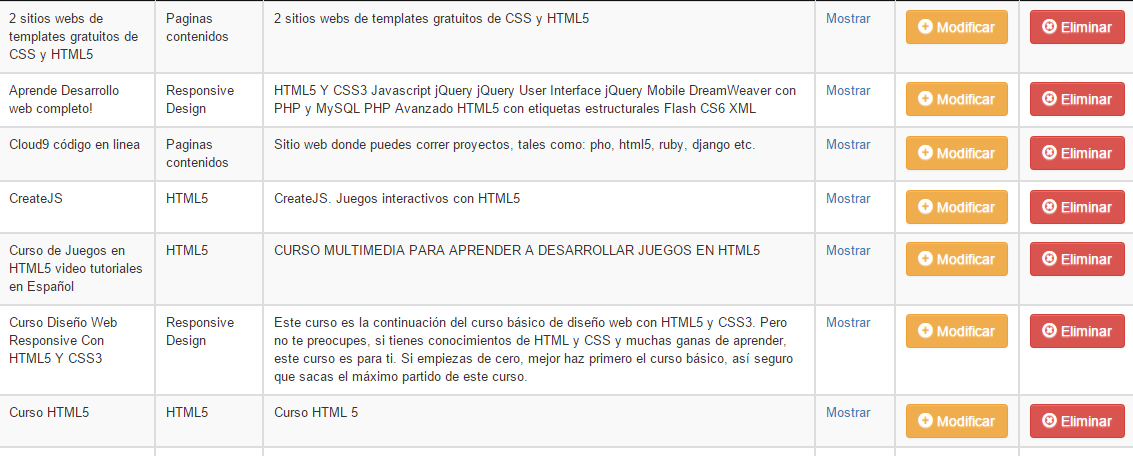 2 sitios webs de
templates gratuitos de
CSS y HTML5
Paginas
contenidos
2 sitios webs de templates gratuitos de CSS y HTML5
Mostrar
Modificar
Eliminar
Aprende Desarrollo
web completo!
Responsive
Design
HTML5 Y CSS3 Javascript jQuery jQuery User Interface jQuery Mobile DreamWeaver con
PHP y MySQL PHP Avanzado HTML5 con etiquetas estructurales Flash CS6 XML
Mostrar
Modificar
Eliminar
Cloud9 código en linea
Paginas
contenidos
Sitio web donde puedes correr proyectos, tales como: pho, html5, ruby, django etc.
Mostrar
Modificar
Eliminar
CreateJS
HTML5
CreateJS. Juegos interactivos con HTML5
Mostrar
Modificar
Eliminar
Curso de Juegos en
HTML5 video tutoriales
en Español
HTML5
CURSO MULTIMEDIA PARA APRENDER A DESARROLLAR JUEGOS EN HTML5
Mostrar
Modificar
Eliminar
Curso Diseño Web
Responsive Con
HTML5 Y CSS3
Responsive
Design
Este curso es la continuación del curso básico de diseño web con HTML5 y CSS3. Pero
no te preocupes, si tienes conocimientos de HTML y CSS y muchas ganas de aprender,
este curso es para ti. Si empiezas de cero, mejor haz primero el curso básico, así seguro
que sacas el máximo partido de este curso.
Mostrar
Modificar
Eliminar
Curso HTML5
HTML5
Curso HTML 5
Mostrar
Modificar
Eliminar